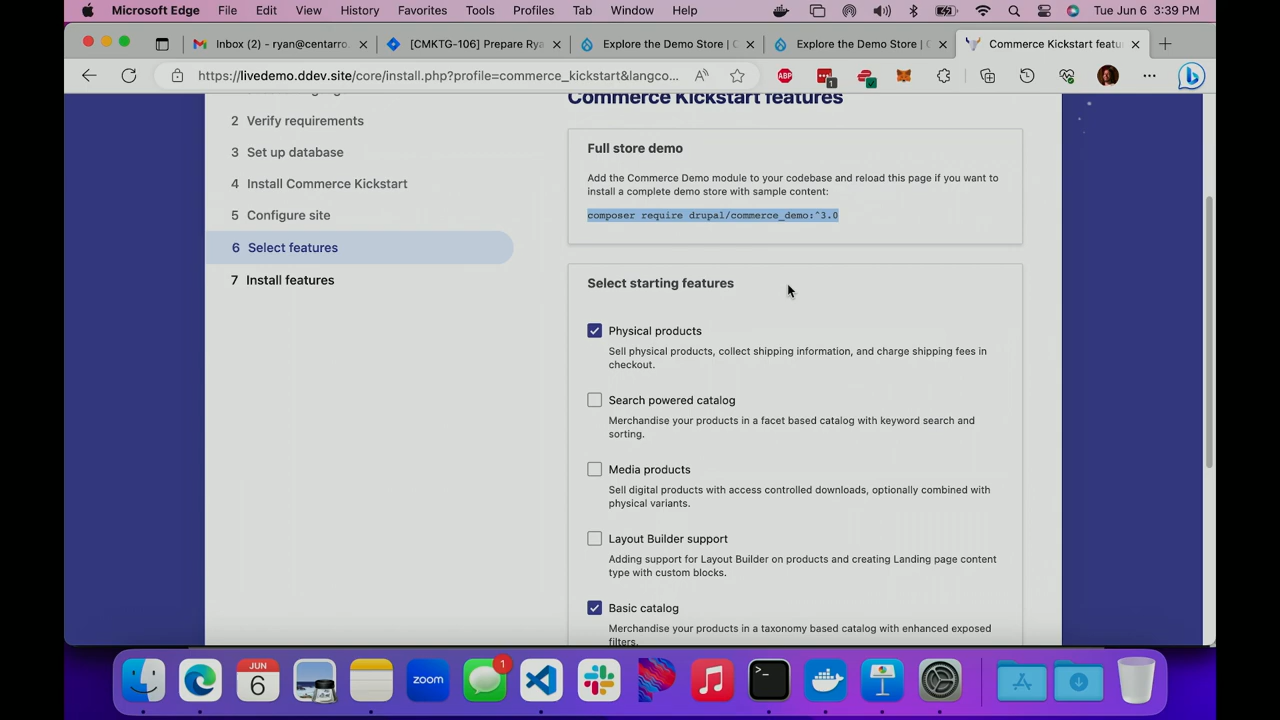 Microsoft Edge File Edit View History Favorites Tools Profiles Tab Window Help Tue Jun 6 3:39 PM
Inbox (2) - ryan@centarro. [CMKTG-106] Prepare Rya Explore the Demo Store | C Explore the Demo Store | C Commerce Kickstart featur
https://livedemo.ddev.site/core/install.php?profile=commerce_kickstart&langco...
ABP
1
Commerce Kickstart features
2 Verify requirements
3 Set up database
4 Install Commerce Kickstart
5 Configure site
6 Select features
7 Install features
Full store demo
Add the Commerce Demo module to your codebase and reload this page if you want to
install a complete demo store with sample content:
composer require drupal/commerce_demo:^3.0
Select starting features
Physical products
Sell physical products, collect shipping information, and charge shipping fees in
checkout.
Search powered catalog
Merchandise your products in a facet based catalog with keyword search and
sorting.
Media products
Sell digital products with access controlled downloads, optionally combined with
physical variants.
Layout Builder support
Adding support for Layout Builder on products and creating Landing page content
type with custom blocks.
Basic catalog
Merchandise your products in a taxonomy based catalog with enhanced exposed
filters.
JUN
6
zoom
1
>_